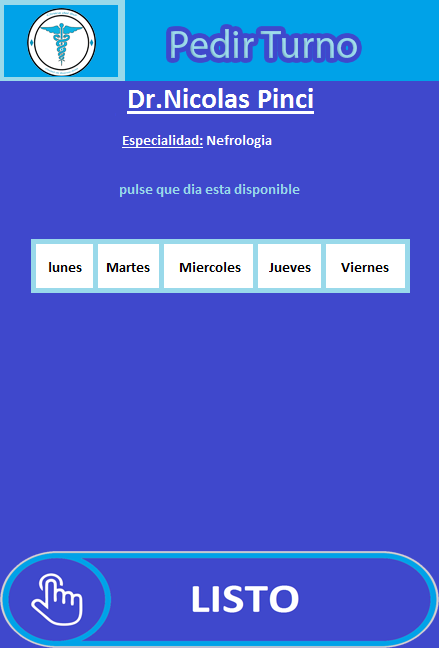 Pedir Turno
Dr.Nicolas Pinci
Especialidad: Nefrologia
pulse que dia esta disponible
lunes Martes Miercoles Jueves Viernes
LISTO